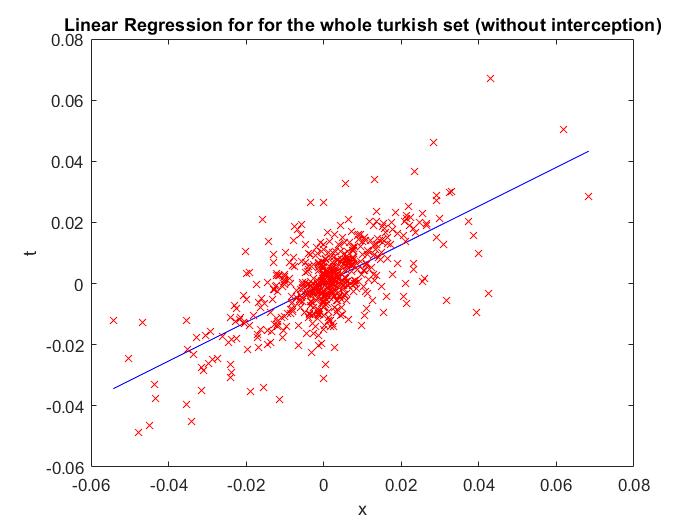 Linear Regression for for the whole turkish set (without interception)
0.08
0.06
0.04
0.02
0
-0.02
-0.04
-0.06
t
-0.06 -0.04 -0.02 0 0.02 0.04 0.06 0.08
x